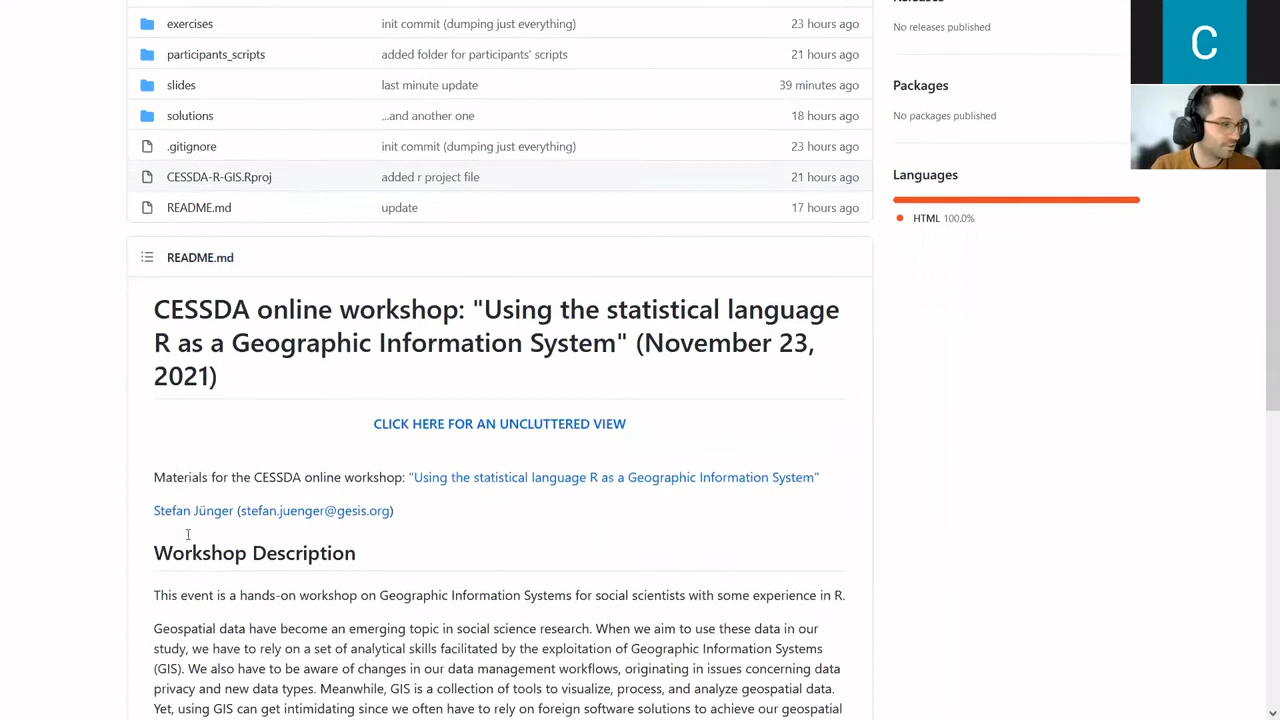 exercises init commit (dumping just everything) 23 hours ago
No releases published
participants_scripts added folder for participants' scripts 21 hours ago
slides last minute update 39 minutes ago
Packages
solutions ...and another one 18 hours ago
No packages published
.gitignore init commit (dumping just everything) 23 hours ago
CESSDA-R-GIS.Rproj added r project file 21 hours ago
Languages
README.md update 17 hours ago
HTML 100.0%
README.md
CESSDA online workshop: "Using the statistical language
R as a Geographic Information System" (November 23,
2021)
CLICK HERE FOR AN UNCLUTTERED VIEW
Materials for the CESSDA online workshop: "Using the statistical language R as a Geographic Information System"
Stefan Jünger (stefan.juenger@gesis.org)
Workshop Description
This event is a hands-on workshop on Geographic Information Systems for social scientists with some experience in R.
Geospatial data have become an emerging topic in social science research. When we aim to use these data in our
study, we have to rely on a set of analytical skills facilitated by the exploitation of Geographic Information Systems
(GIS). We also have to be aware of changes in our data management workflows, originating in issues concerning data
privacy and new data types. Meanwhile, GIS is a collection of tools to visualize, process, and analyze geospatial data.
Yet, using GIS can get intimidating since we often have to rely on foreign software solutions to achieve our geospatial
C